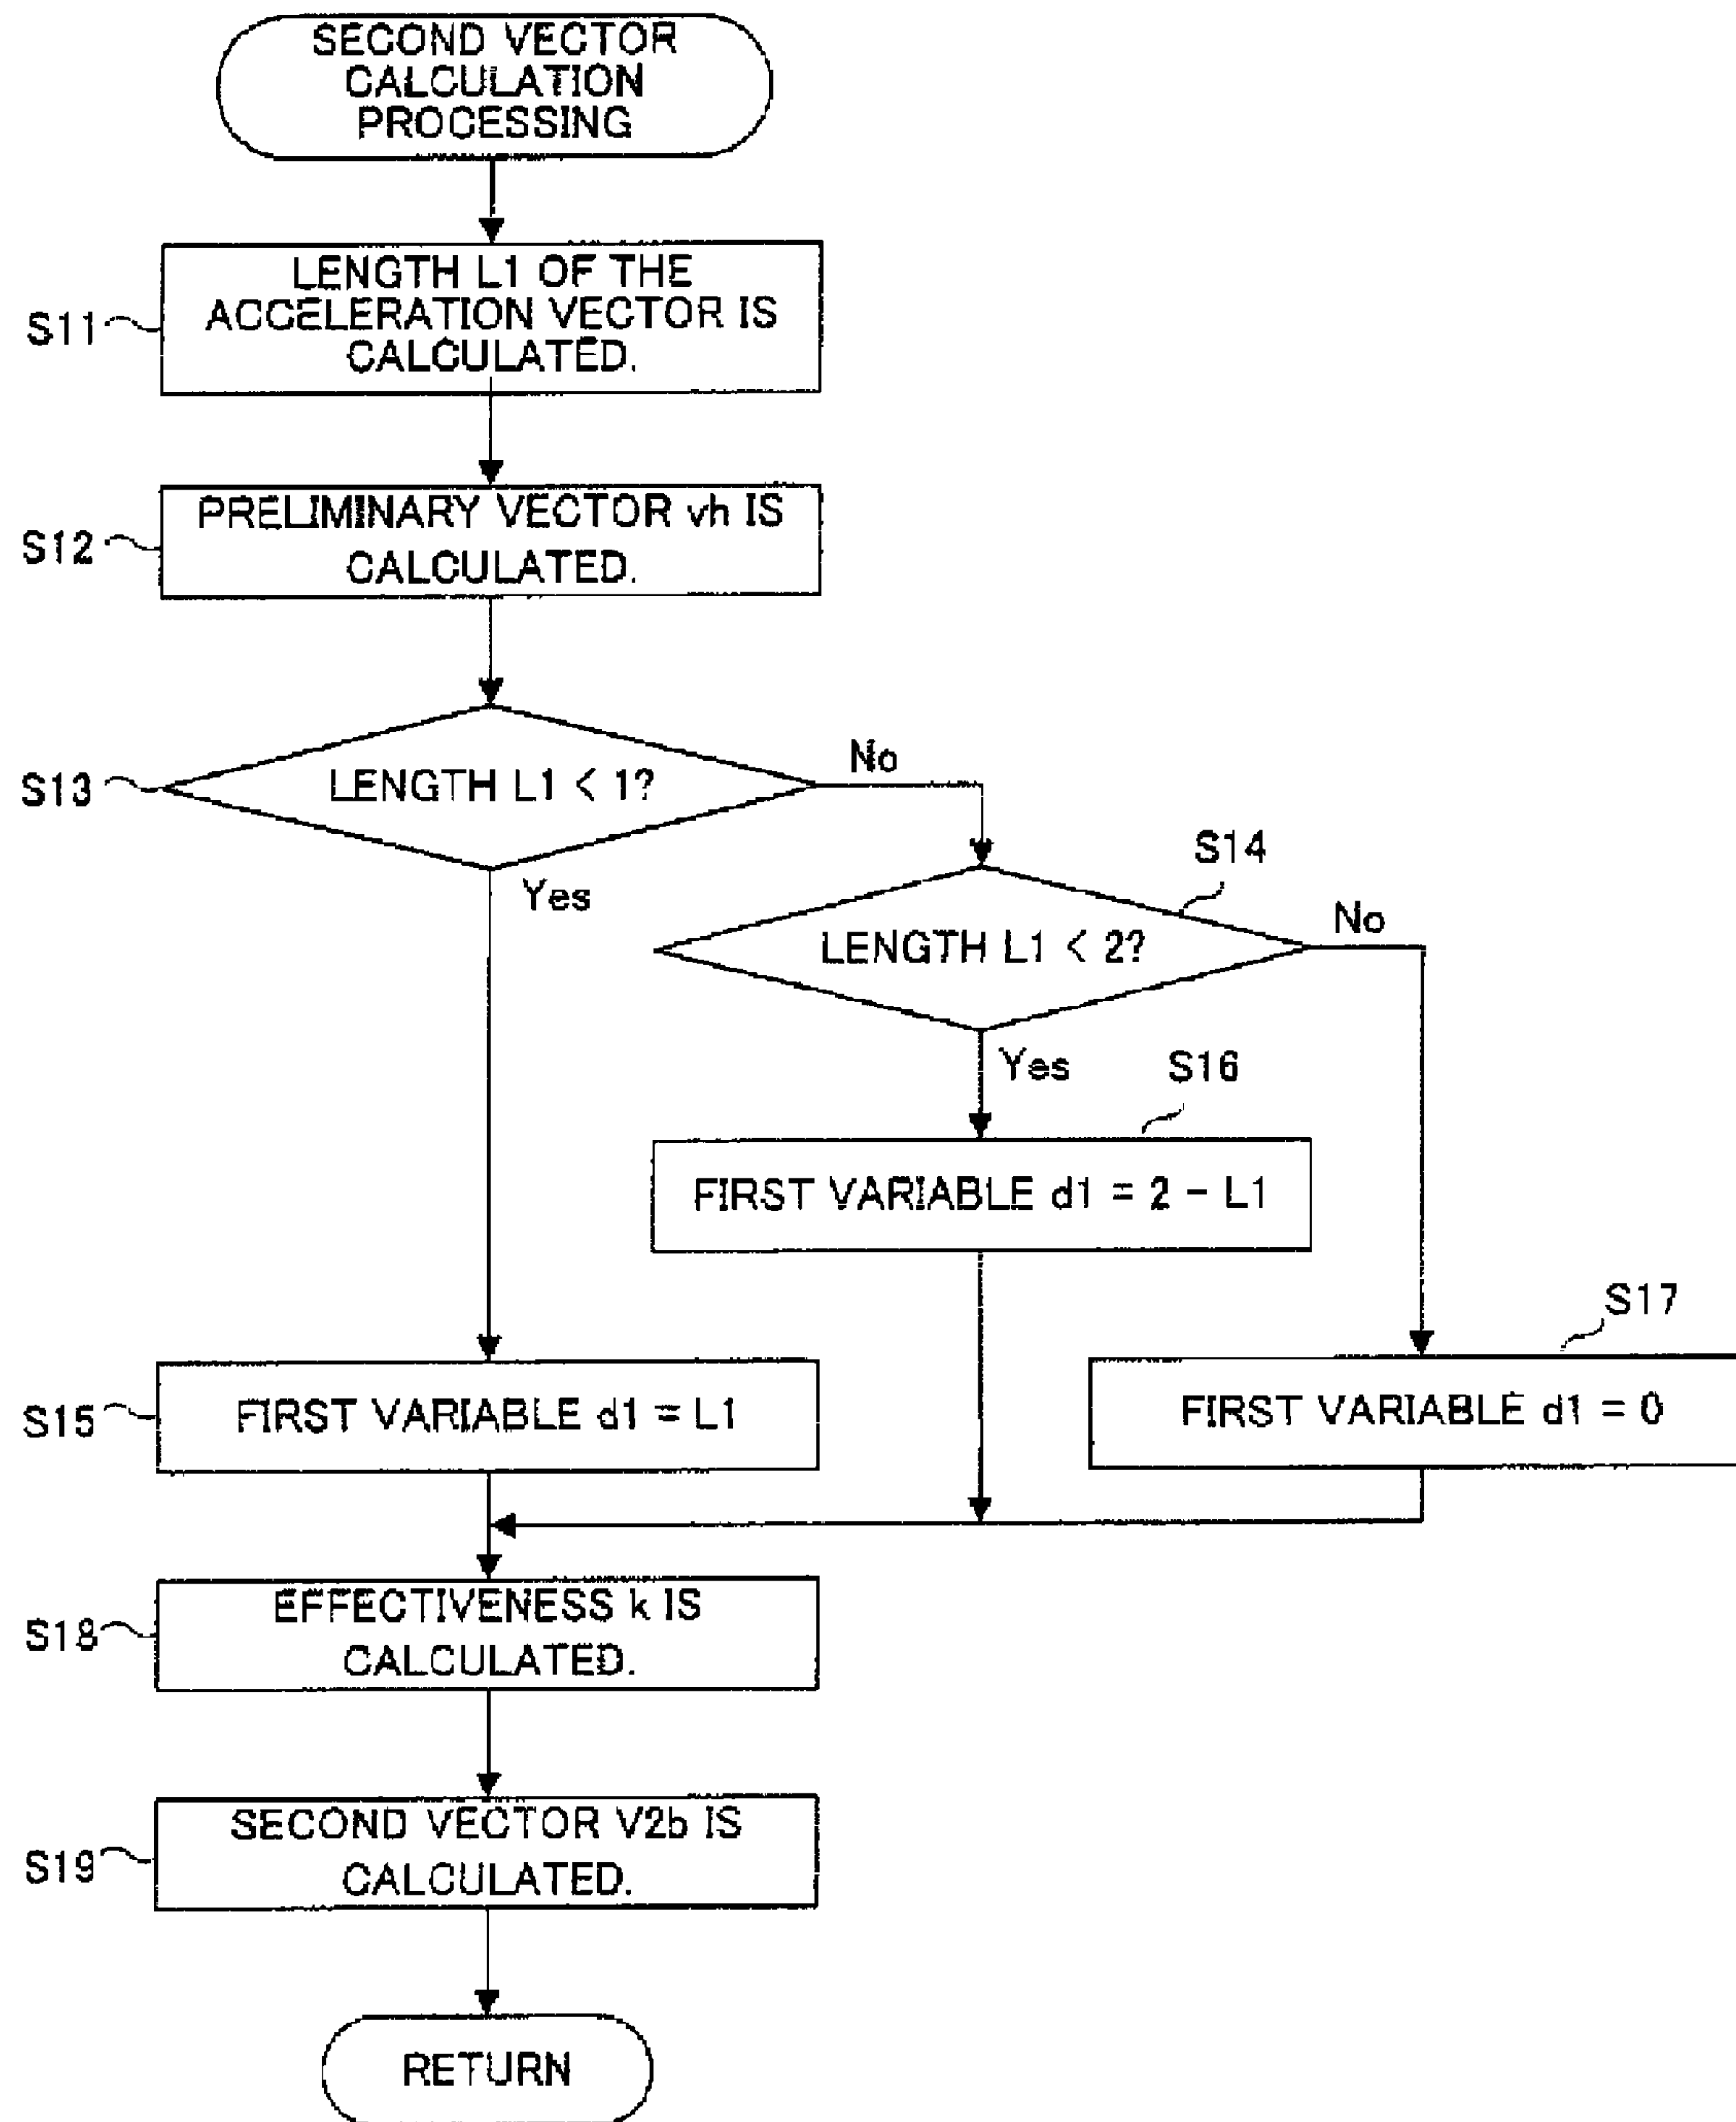 SECOND VECTOR
CALCULATION
PROCESSING
S11
LENGTH L1 OF THE
ACCELERATION VECTOR IS
CALCULATED.
S12
PRELIMINARY VECTOR vh IS
CALCULATED.
S13
LENGTH L1 < 1?
No
Yes
S14
LENGTH L1 < 2?
No
Yes
S16
FIRST VARIABLE d1 = 2 - L1
S17
S15
FIRST VARIABLE d1 = L1
FIRST VARIABLE d1 = 0
S18
EFFECTIVENESS k IS
CALCULATED.
S19
SECOND VECTOR V2b IS
CALCULATED.
RETURN